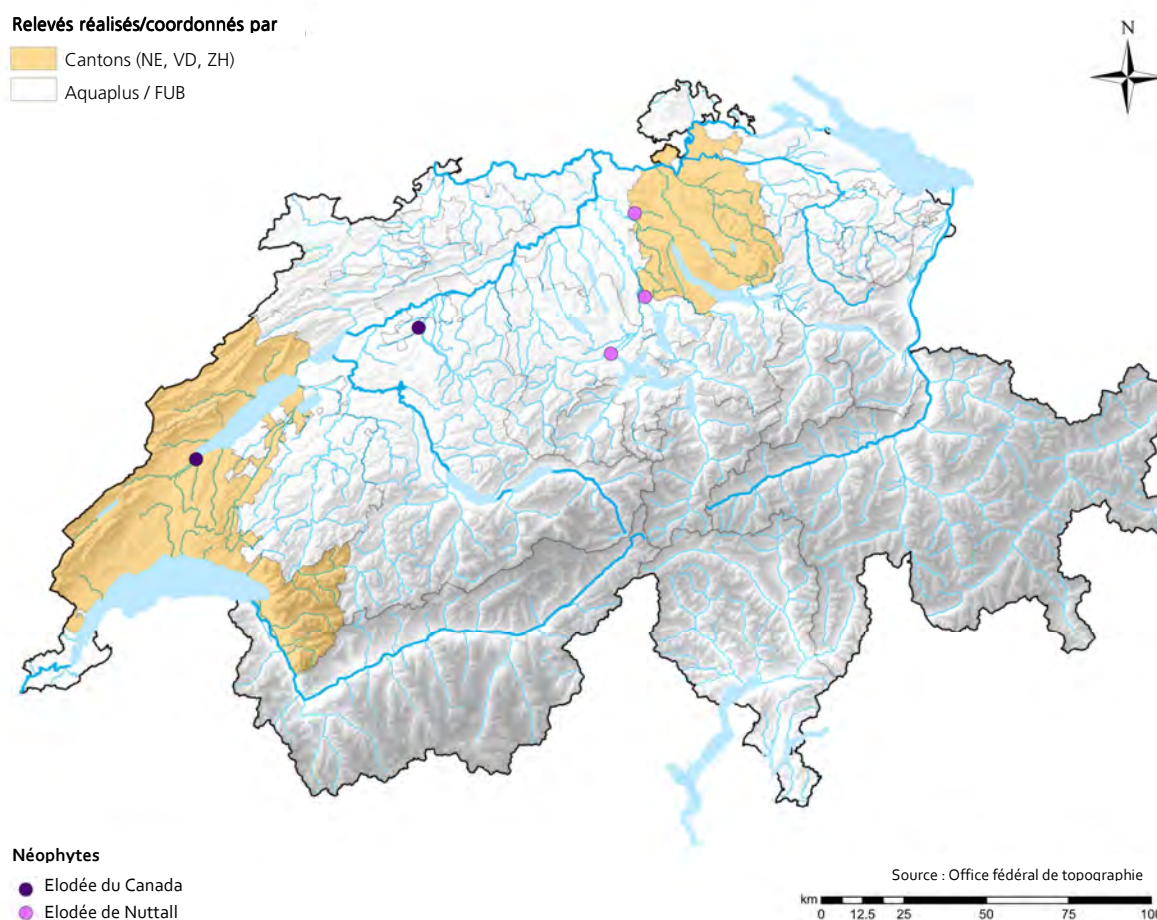 Relevés réalisés/coordonnés par
Cantons (NE, VD, ZH)
Aquaplus / FUB
N
Néophytes
Elodée du Canada
Elodée de Nuttall
Source : Office fédéral de topographie
km
0 12.5 25 50 75 100